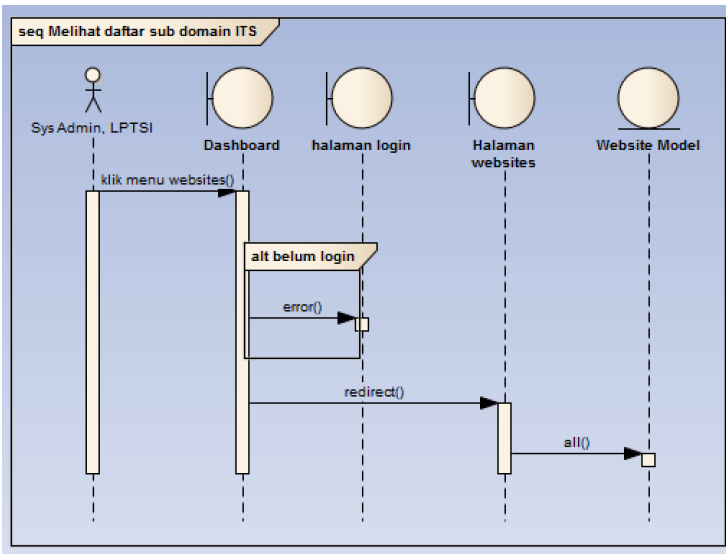 seq Melihat daftar sub domain ITS
Sys Admin, LPTSI
Dashboard
halaman login
Halaman
websites
Website Model
klik menu websites()
alt belum login
error()
redirect()
all()